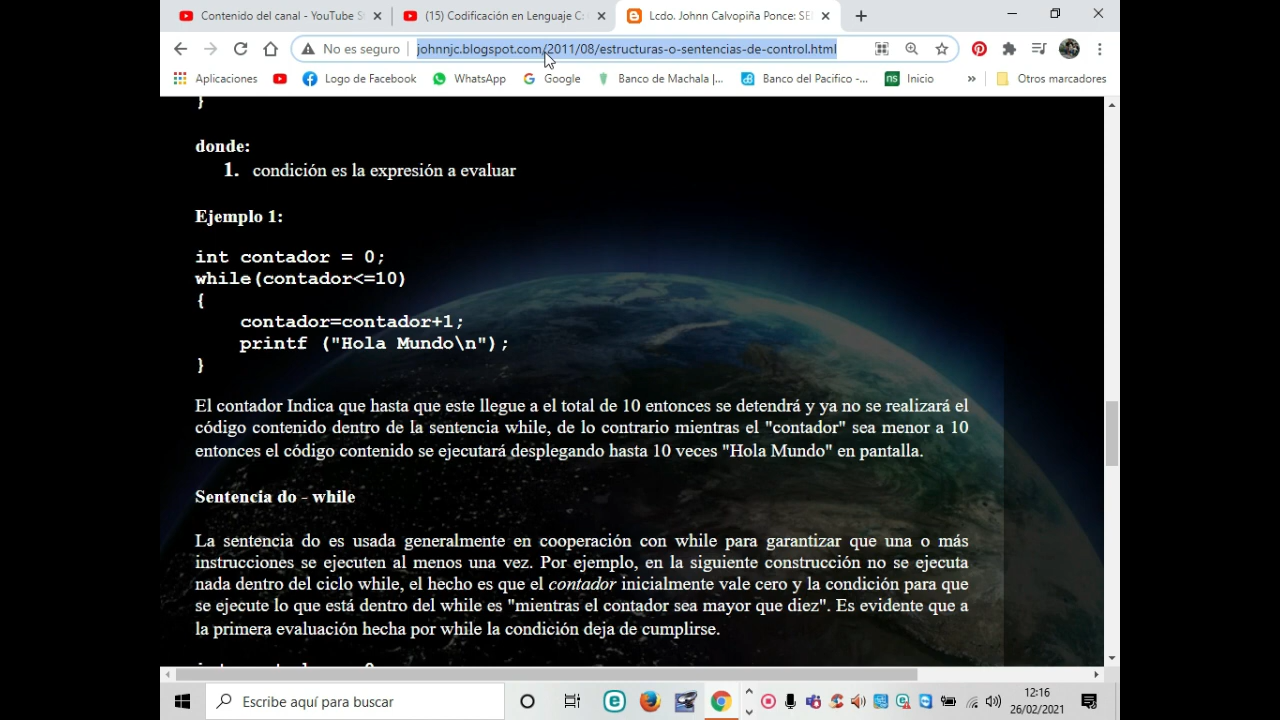 Contenido del canal - YouTube S
(15) Codificación en Lenguaje C:
Lcdo. Johnn Calvopiña Ponce: SE
No es seguro
johnnjc.blogspot.com/2011/08/estructuras-o-sentencias-de-control.html
Aplicaciones
Logo de Facebook
WhatsApp
Google
Banco de Machala |...
Banco del Pacifico -...
ns
Inicio
»
Otros marcadores
}
donde:
1. condición es la expresión a evaluar
Ejemplo 1:
int contador = 0;
while(contador<=10)
{
contador=contador+1;
printf ("Hola Mundo\n");
}
El contador Indica que hasta que este llegue a el total de 10 entonces se detendrá y ya no se realizará el
código contenido dentro de la sentencia while, de lo contrario mientras el "contador" sea menor a 10
entonces el código contenido se ejecutará desplegando hasta 10 veces "Hola Mundo" en pantalla.
Sentencia do - while
La sentencia do es usada generalmente en cooperación con while para garantizar que una o más
instrucciones se ejecuten al menos una vez. Por ejemplo, en la siguiente construcción no se ejecuta
nada dentro del ciclo while, el hecho es que el contador inicialmente vale cero y la condición para que
se ejecute lo que está dentro del while es "mientras el contador sea mayor que diez". Es evidente que a
la primera evaluación hecha por while la condición deja de cumplirse.
Escribe aquí para buscar
12:16
26/02/2021